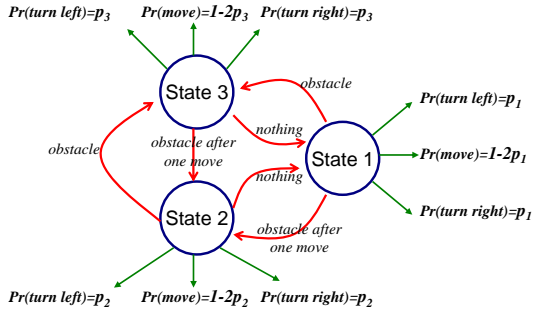 Pr(turn left)=p3
Pr(move)=1-2p3
Pr(turn right)=p3
obstacle
State 3
Pr(turn left)=p1
nothing
obstacle
obstacle after
one move
State 1
Pr(move)=1-2p1
nothing
State 2
Pr(turn right)=p1
obstacle after
one move
Pr(turn left)=p2
Pr(move)=1-2p2
Pr(turn right)=p2